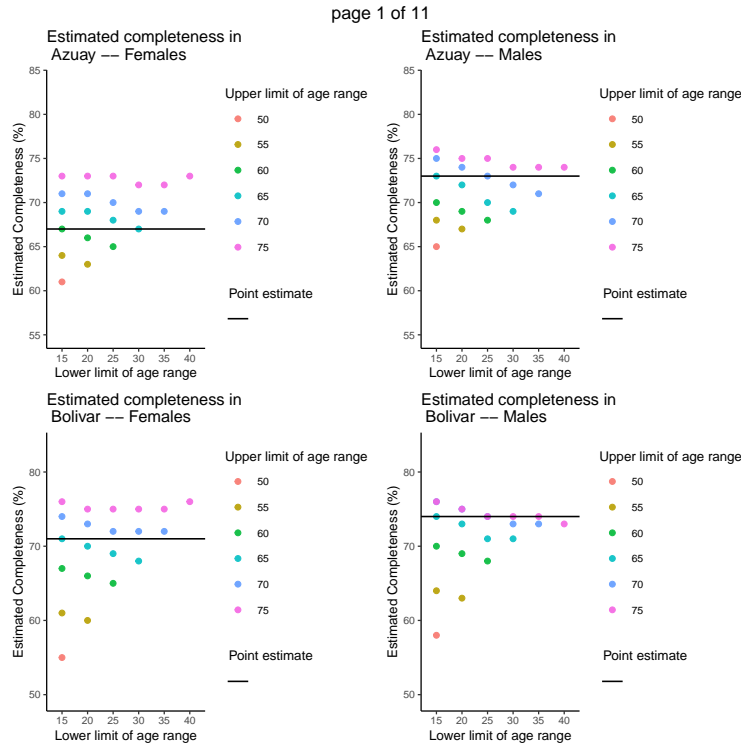 page 1 of 11
Estimated completeness in
Azuay −− Females
Estimated Completeness (%)
85
80
75
70
65
60
55
15 20 25 30 35 40
Lower limit of age range
Upper limit of age range
50
55
60
65
70
75
Point estimate
Estimated completeness in
Azuay −− Males
Estimated Completeness (%)
85
80
75
70
65
60
55
15 20 25 30 35 40
Lower limit of age range
Upper limit of age range
50
55
60
65
70
75
Point estimate
Estimated completeness in
Bolivar −− Females
Estimated Completeness (%)
80
70
60
50
15 20 25 30 35 40
Lower limit of age range
Upper limit of age range
50
55
60
65
70
75
Point estimate
Estimated completeness in
Bolivar −− Males
Estimated Completeness (%)
80
70
60
50
15 20 25 30 35 40
Lower limit of age range
Upper limit of age range
50
55
60
65
70
75
Point estimate